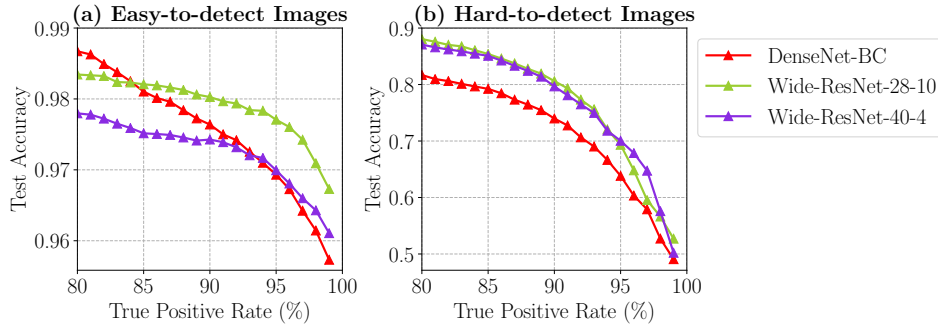 (a) Easy-to-detect Images
0.99
0.98
0.97
0.96
Test Accuracy
80 85 90 95 100
True Positive Rate (%)
(b) Hard-to-detect Images
0.9
0.8
0.7
0.6
0.5
Test Accuracy
80 85 90 95 100
True Positive Rate (%)
DenseNet-BC
Wide-ResNet-28-10
Wide-ResNet-40-4